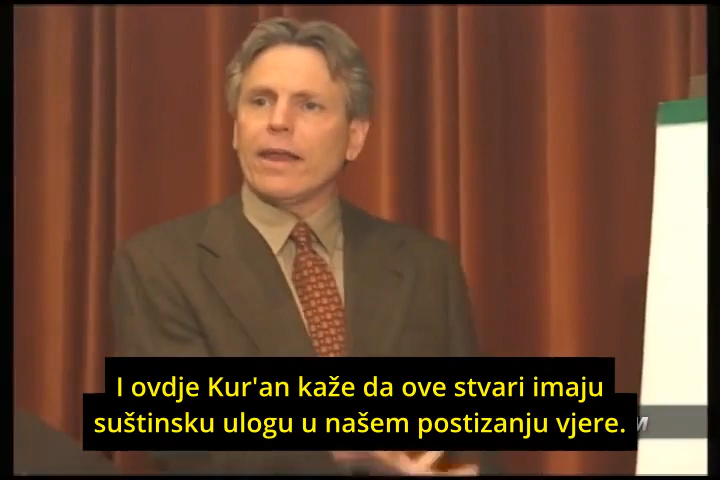 I ovdje Kur'an kaže da ove stvari imaju
suštinsku ulogu u našem postizanju vjere.